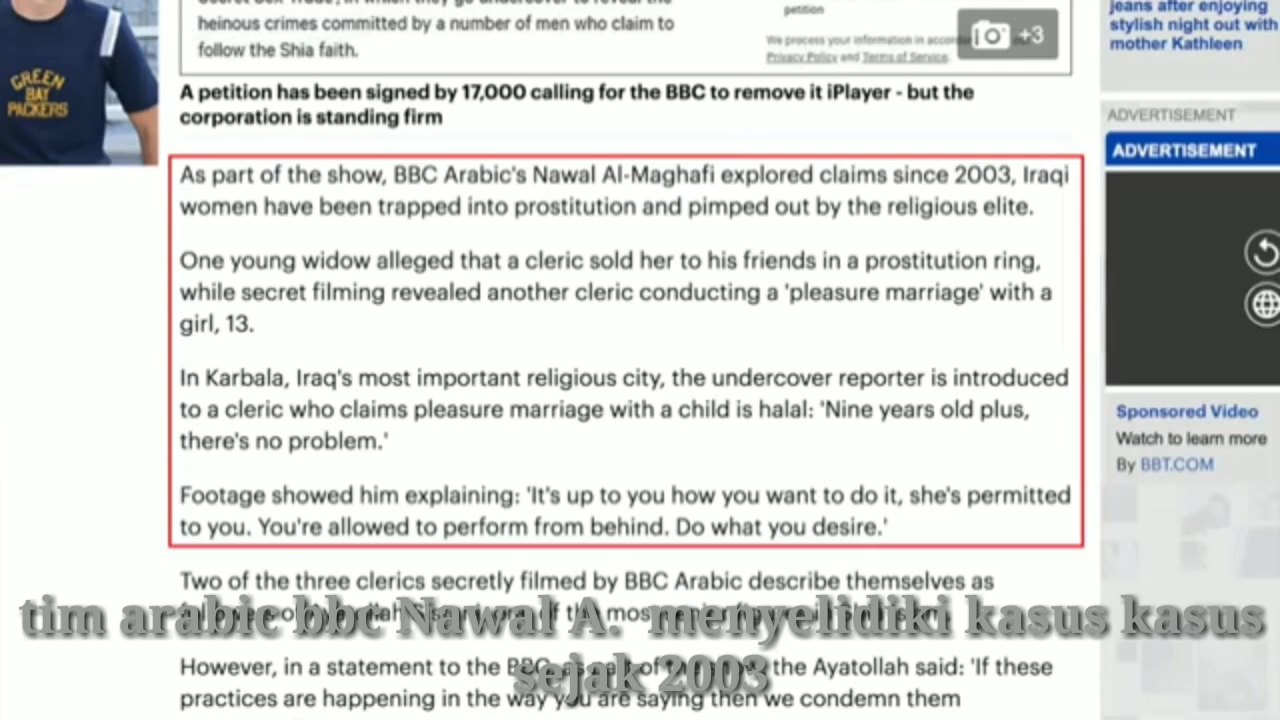 heinous crimes committed by a number of men who claim to
follow the Shia faith.
petition
We process your information in
Privacy Policy and Terms of Service.
+3
jeans after enjoying
stylish night out with
mother Kathleen
GREEN
BAY
PACKERS
A petition has been signed by 17,000 calling for the BBC to remove it iPlayer - but the
corporation is standing firm
ADVERTISEMENT
ADVERTISEMENT
As part of the show, BBC Arabic's Nawal Al-Maghafi explored claims since 2003, Iraqi
women have been trapped into prostitution and pimped out by the religious elite.
One young widow alleged that a cleric sold her to his friends in a prostitution ring,
while secret filming revealed another cleric conducting a 'pleasure marriage' with a
girl, 13.
In Karbala, Iraq's most important religious city, the undercover reporter is introduced
to a cleric who claims pleasure marriage with a child is halal: 'Nine years old plus,
there's no problem.'
Footage showed him explaining: 'It's up to you how you want to do it, she's permitted
to you. You're allowed to perform from behind. Do what you desire.'
Sponsored Video
Watch to learn more
By BBT.COM
Two of the three clerics secretly filmed by BBC Arabic describe themselves as
tim arabic bbc Nawal A. menyelidiki kasus kasus
sejak 2003
However, in a statement to the BBC, the Ayatollah said: 'If these
practices are happening in the way you are saying then we condemn them